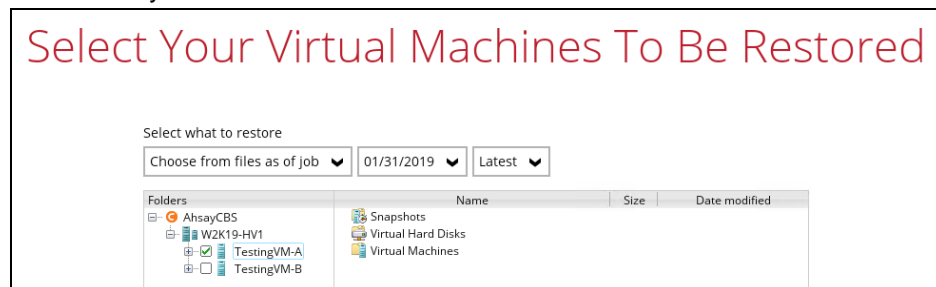 Select Your Virtual Machines To Be Restored
Select what to restore
Choose from files as of job 01/31/2019 Latest
Folders Name Size Date modified
AhsayCBS Snapshots
W2K19-HV1 Virtual Hard Disks
TestingVM-A Virtual Machines
TestingVM-B